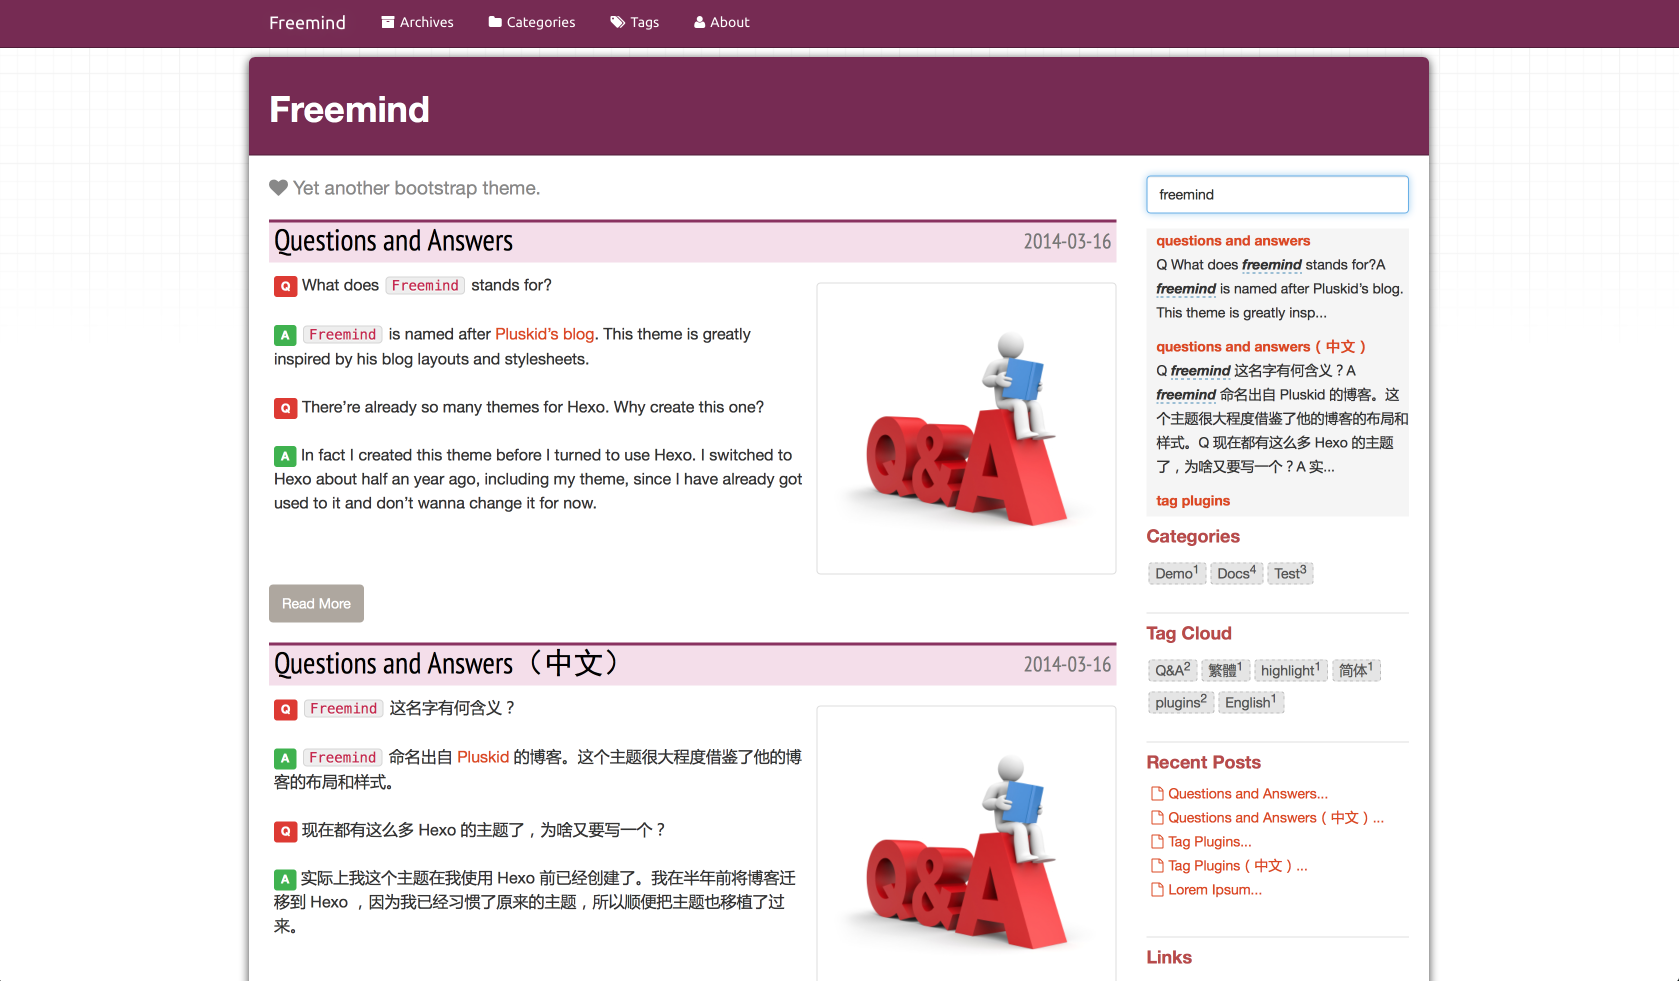 Freemind Archives Categories Tags About
Freemind
Yet another bootstrap theme.
Questions and Answers 2014-03-16
Q What does Freemind stands for?
A Freemind is named after Pluskid’s blog. This theme is greatly
inspired by his blog layouts and stylesheets.
Q There’re already so many themes for Hexo. Why create this one?
A In fact I created this theme before I turned to use Hexo. I switched to
Hexo about half an year ago, including my theme, since I have already got
used to it and don’t wanna change it for now.
Q&A
Read More
Questions and Answers（中文） 2014-03-16
Q Freemind 这名字有何含义？
A Freemind 命名出自 Pluskid 的博客。这个主题很大程度借鉴了他的博
客的布局和样式。
Q 现在都有这么多 Hexo 的主题了，为啥又要写一个？
A 实际上我这个主题在我使用 Hexo 前已经创建了。我在半年前将博客迁
移到 Hexo ，因为我已经习惯了原来的主题，所以顺便把主题也移植了过
来。
Q&A
freemind
questions and answers
Q What does freemind stands for?A
freemind is named after Pluskid’s blog.
This theme is greatly insp...
questions and answers（中文）
Q freemind 这名字有何含义？A
freemind 命名出自 Pluskid 的博客。这
个主题很大程度借鉴了他的博客的布局和
样式。Q 现在都有这么多 Hexo 的主题
了，为啥又要写一个？A 实...
tag plugins
Categories
Demo1 Docs4 Test3
Tag Cloud
Q&A2 繁體1 highlight1 简体1
plugins2 English1
Recent Posts
Questions and Answers...
Questions and Answers（中文）...
Tag Plugins...
Tag Plugins（中文）...
Lorem Ipsum...
Links